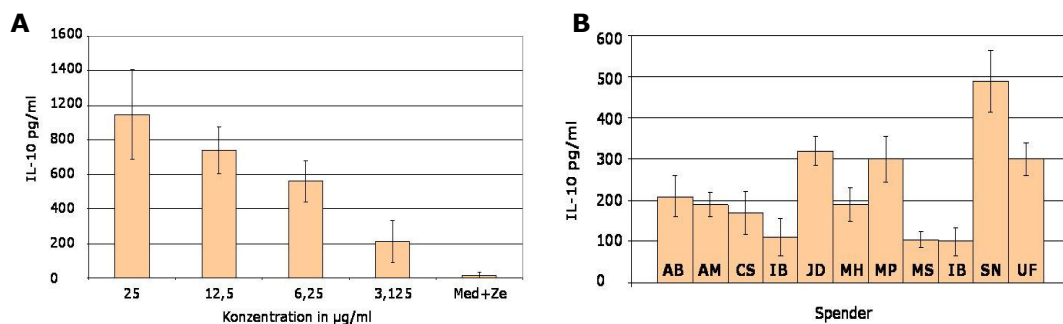 A
IL-10 pg/ml
1600
1400
1200
1000
800
600
400
200
0
25 12,5 6,25 3,125 Med+Ze
Konzentration in µg/ml
B
IL-10 pg/ml
600
500
400
300
200
100
0
AB AM CS IB JD MH MP MS IB SN UF
Spender